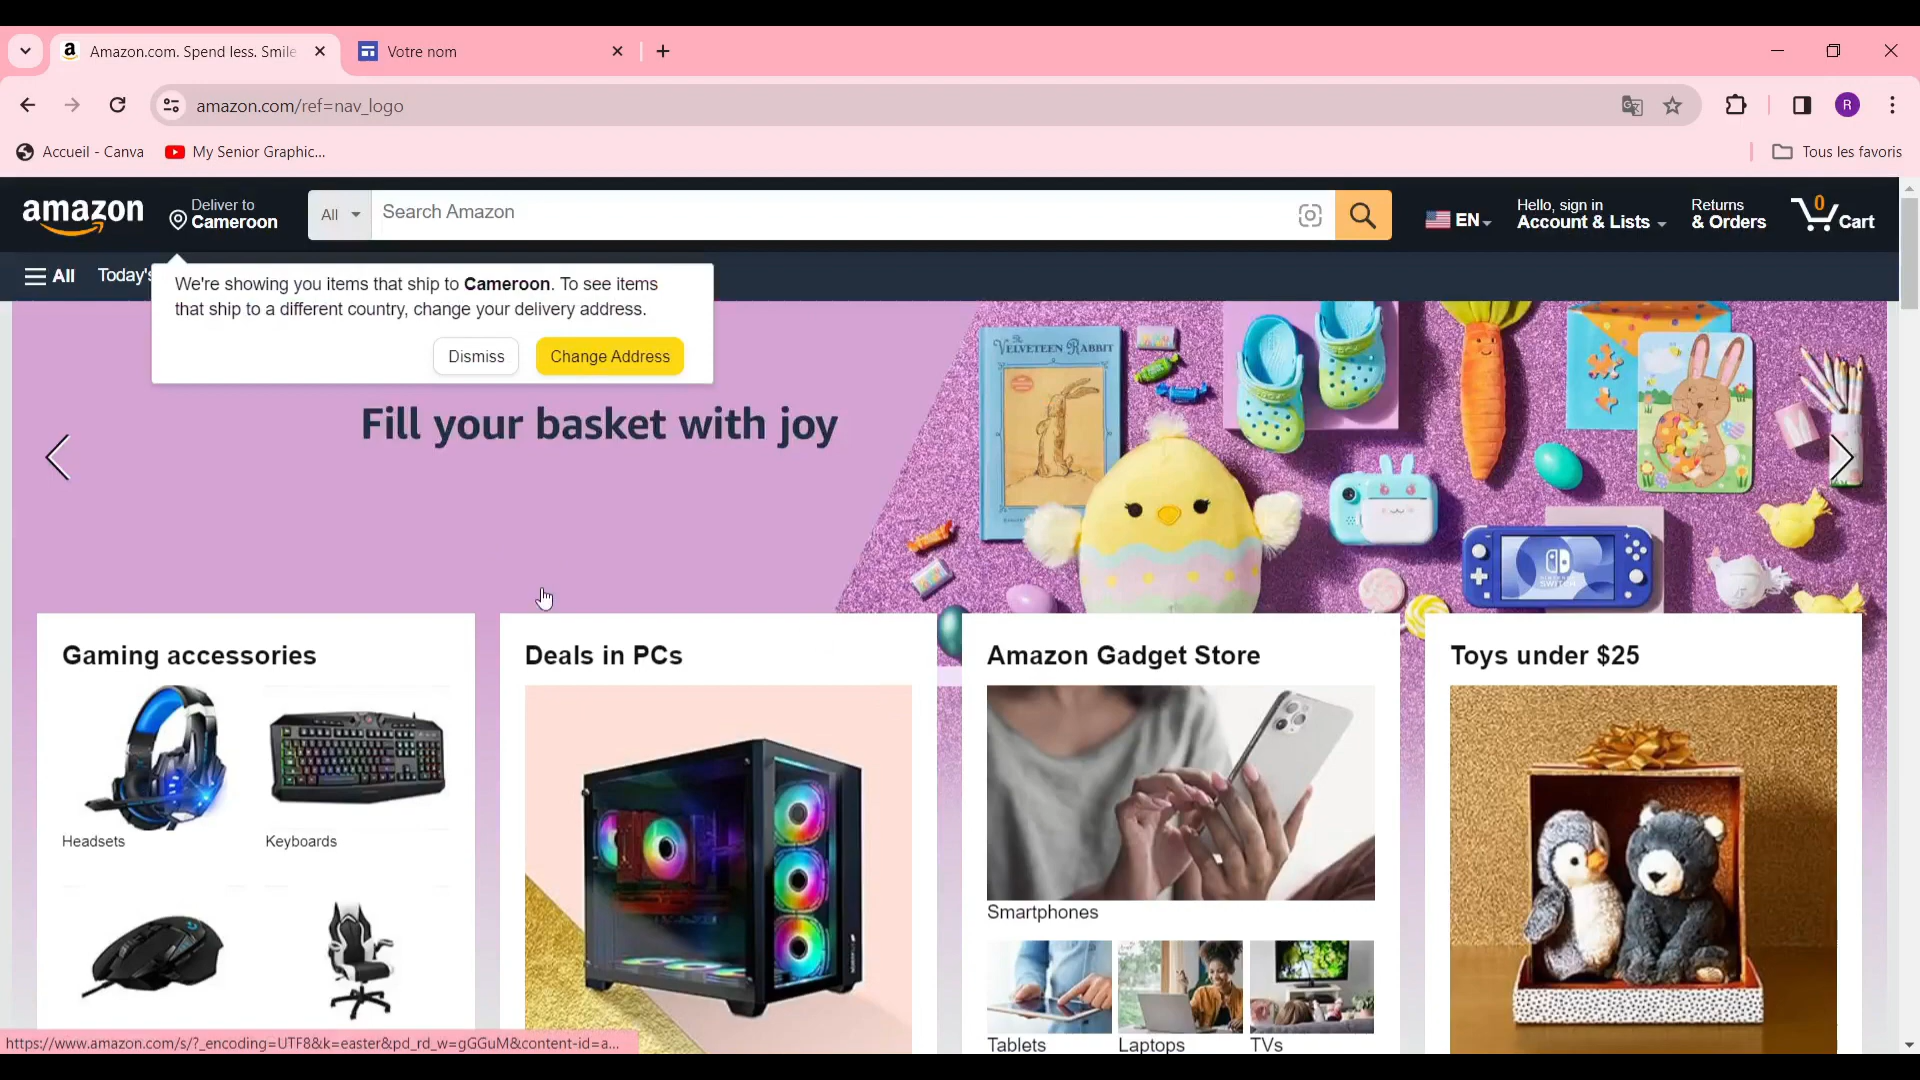 Amazon.com. Spend less. Smile
Votre nom
amazon.com/ref=nav_logo
R
Accueil - Canva
My Senior Graphic...
Tous les favoris
amazon
Deliver to
Cameroon
All
Search Amazon
EN
Hello, sign in
Account & Lists
Returns
& Orders
0
Cart
All
Today's
We're showing you items that ship to Cameroon. To see items
that ship to a different country, change your delivery address.
Dismiss
Change Address
Fill your basket with joy
The
VELVETEEN RABBIT
NINTENDO
SWITCH
Gaming accessories
Headsets
Keyboards
Deals in PCs
Amazon Gadget Store
Smartphones
Tablets
Laptops
TVs
Toys under $25
https://www.amazon.com/s/?_encoding=UTF8&k=easter&pd_rd_w=gGGuM&content-id=a...